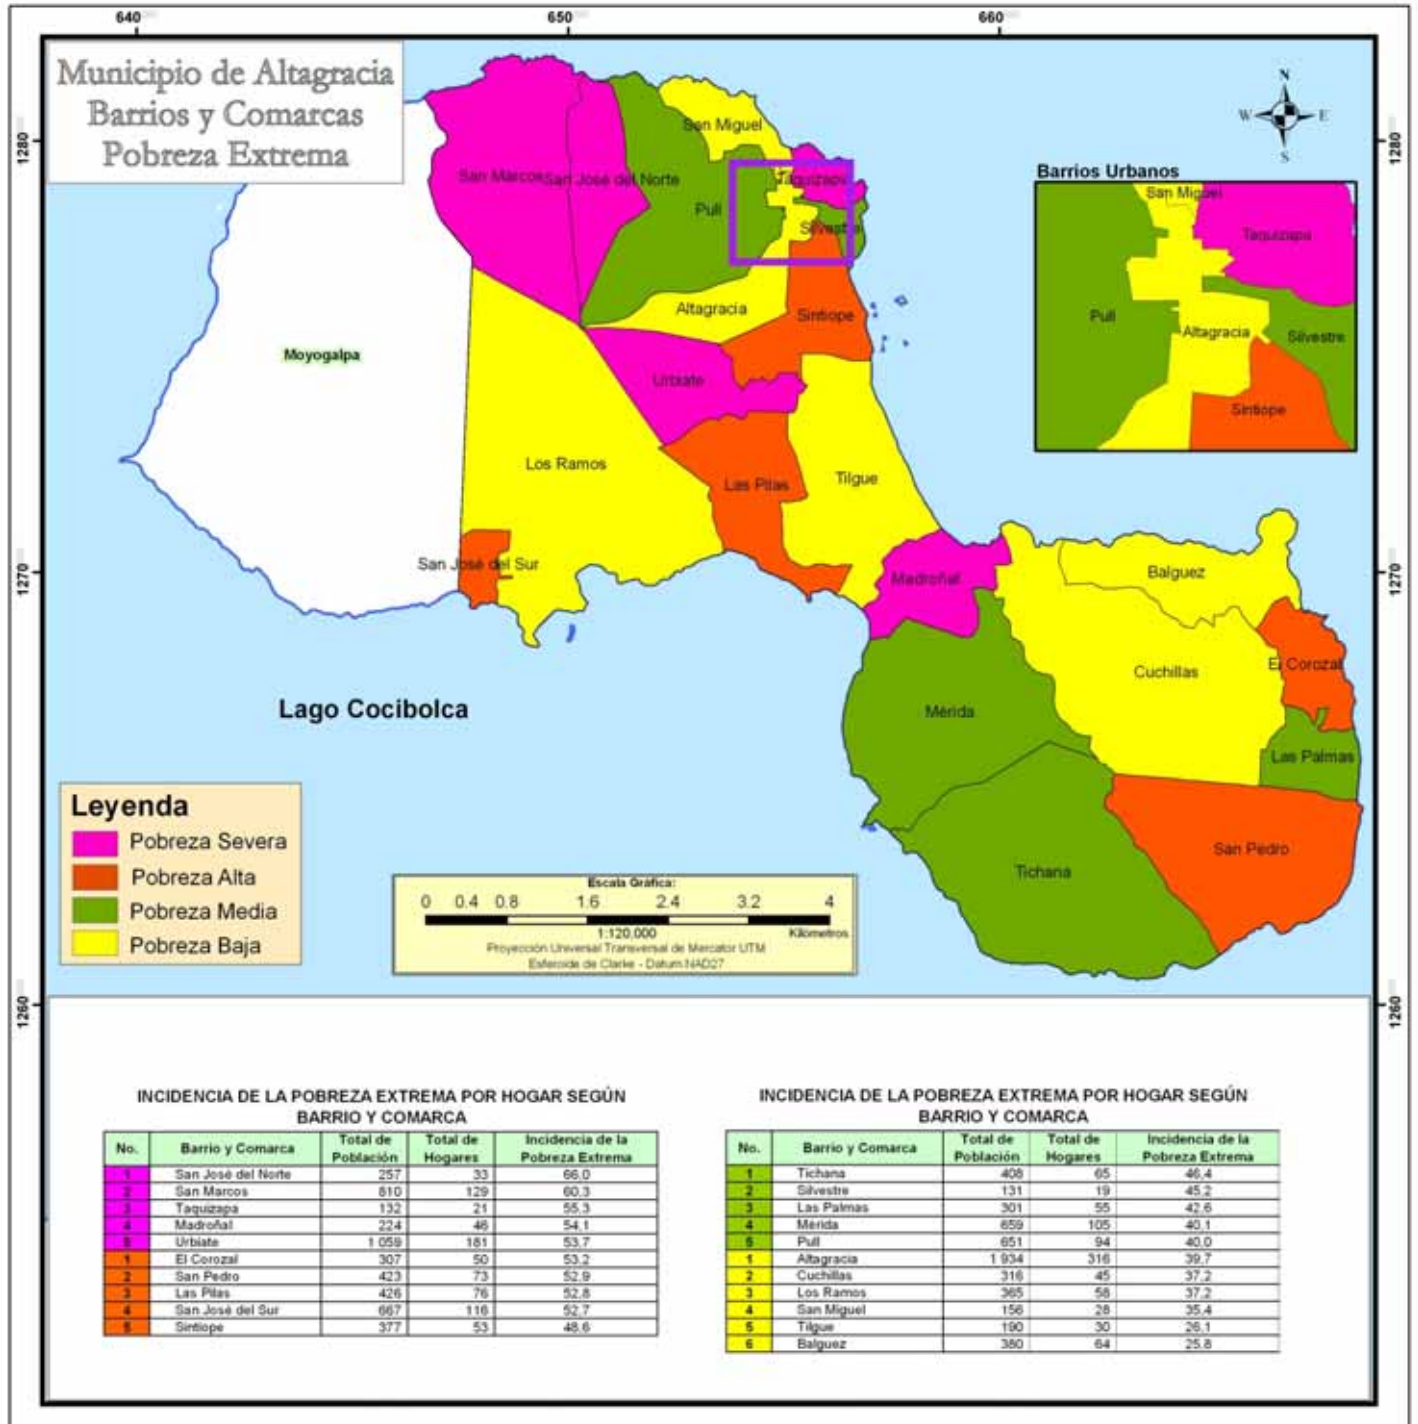 640
650
660
Municipio de Altagracia
Barrios y Comarcas
Pobreza Extrema
N
W
E
S
1280
1280
San Miguel
San Marcos
San José del Norte
Taquizapa
Pull
Silvestre
Altagracia
Sintiope
Moyogalpa
Urbiate
Los Ramos
Las Pilas
Tilgue
San José del Sur
Madroñal
1270
1270
Balguez
Cuchillas
El Corozal
Mérida
Las Palmas
Lago Cocibolca
San Pedro
Tichana
Barrios Urbanos
San Miguel
Taquizapa
Pull
Altagracia
Silvestre
Sintiope
Leyenda
Pobreza Severa
Pobreza Alta
Pobreza Media
Pobreza Baja
Escala Gráfica:
0 0.4 0.8 1.6 2.4 3.2 4
1:120,000 Kilometros
Proyección Universal Transversal de Mercator UTM
Esferoide de Clarke - Datum NAD27
1260
1260
INCIDENCIA DE LA POBREZA EXTREMA POR HOGAR SEGÚN
BARRIO Y COMARCA
No. Barrio y Comarca Total de Población Total de Hogares Incidencia de la Pobreza Extrema
1 San José del Norte 257 33 66.0
2 San Marcos 810 129 60.3
3 Taquizapa 132 21 55.3
4 Madroñal 224 46 54.1
5 Urbiate 1 059 181 53.7
1 El Corozal 307 50 53.2
2 San Pedro 423 73 52.9
3 Las Pilas 426 76 52.8
4 San José del Sur 667 116 52.7
5 Sintiope 377 53 48.6
INCIDENCIA DE LA POBREZA EXTREMA POR HOGAR SEGÚN
BARRIO Y COMARCA
No. Barrio y Comarca Total de Población Total de Hogares Incidencia de la Pobreza Extrema
1 Tichana 408 65 46.4
2 Silvestre 131 19 45.2
3 Las Palmas 301 55 42.6
4 Mérida 659 105 40.1
5 Pull 651 94 40.0
1 Altagracia 1 934 316 39.7
2 Cuchillas 316 45 37.2
3 Los Ramos 365 58 37.2
4 San Miguel 156 28 35.4
5 Tilgue 190 30 26.1
6 Balguez 380 64 25.8